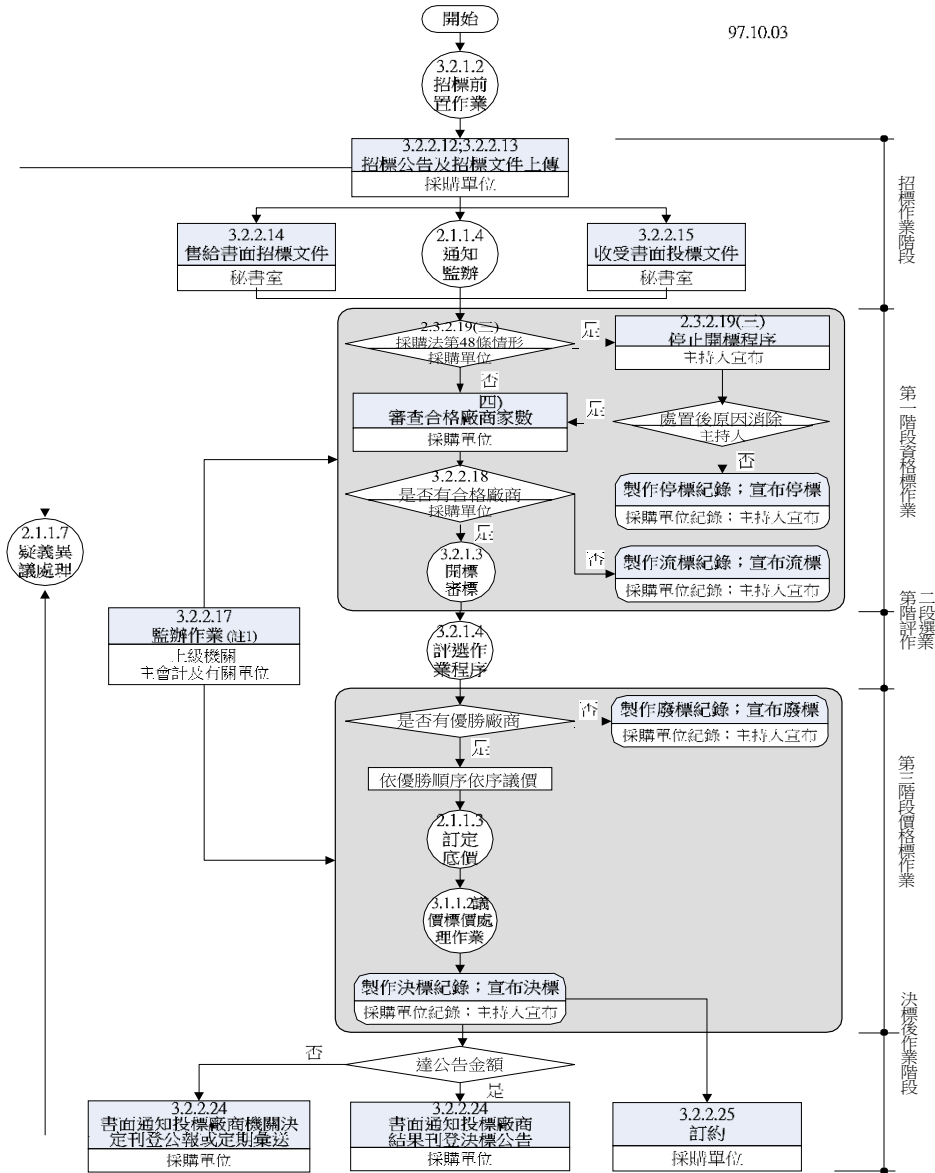 開始
97.10.03
3.2.1.2
招標前
置作業
3.2.2.12;3.2.2.13
招標公告及招標文件上傳
採購單位
招標作業階段
3.2.2.14
售給書面招標文件
秘書室
2.1.1.4
通知
監辦
3.2.2.15
收受書面投標文件
秘書室
2.3.2.19(三)
採購法第48條情形
採購單位
是
2.3.2.19(三)
停止開標程序
主持人宣布
否
四)
審查合格廠商家數
採購單位
是
處置後原因消除
主持人
否
第一階段資格標作業
3.2.2.18
是否有合格廠商
採購單位
製作停標紀錄；宣布停標
採購單位紀錄；主持人宣布
是
2.1.1.7
疑義異
議處理
3.2.1.3
開標
審標
否
製作流標紀錄；宣布流標
採購單位紀錄；主持人宣布
3.2.2.17
監辦作業(註1)
上級機關
主會計及有關單位
3.2.1.4
評選作
業程序
第二階段評選作業
是否有優勝廠商
否
製作廢標紀錄；宣布廢標
採購單位紀錄；主持人宣布
是
依優勝順序依序議價
第三階段價格標作業
2.1.1.3
訂定
底價
3.1.1.2議
價標價處
理作業
製作決標紀錄；宣布決標
採購單位紀錄；主持人宣布
決標後作業階段
否
達公告金額
是
3.2.2.24
書面通知投標廠商機關決
定刊登公報或定期彙送
採購單位
3.2.2.24
書面通知投標廠商
結果刊登決標公告
採購單位
3.2.2.25
訂約
採購單位